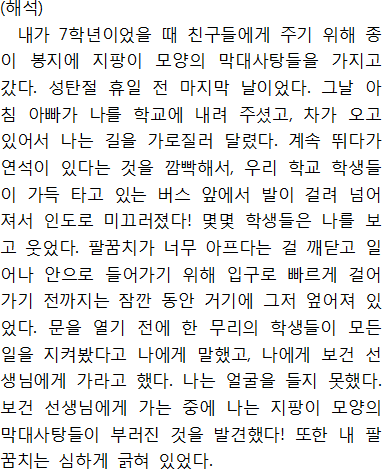 (해석)
내가 7학년이었을 때 친구들에게 주기 위해 종
이 봉지에 지팡이 모양의 막대사탕들을 가지고
갔다. 성탄절 휴일 전 마지막 날이었다. 그날 아
침 아빠가 나를 학교에 내려 주셨고, 차가 오고
있어서 나는 길을 가로질러 달렸다. 계속 뛰다가
연석이 있다는 것을 깜빡해서, 우리 학교 학생들
이 가득 타고 있는 버스 앞에서 발이 걸려 넘어
져서 인도로 미끄러졌다! 몇몇 학생들은 나를 보
고 웃었다. 팔꿈치가 너무 아프다는 걸 깨닫고 일
어나 안으로 들어가기 위해 입구로 빠르게 걸어
가기 전까지는 잠깐 동안 거기에 그저 엎어져 있
었다. 문을 열기 전에 한 무리의 학생들이 모든
일을 지켜봤다고 나에게 말했고, 나에게 보건 선
생님에게 가라고 했다. 나는 얼굴을 들지 못했다.
보건 선생님에게 가는 중에 나는 지팡이 모양의
막대사탕들이 부러진 것을 발견했다! 또한 내 팔
꿈치는 심하게 긁혀 있었다.